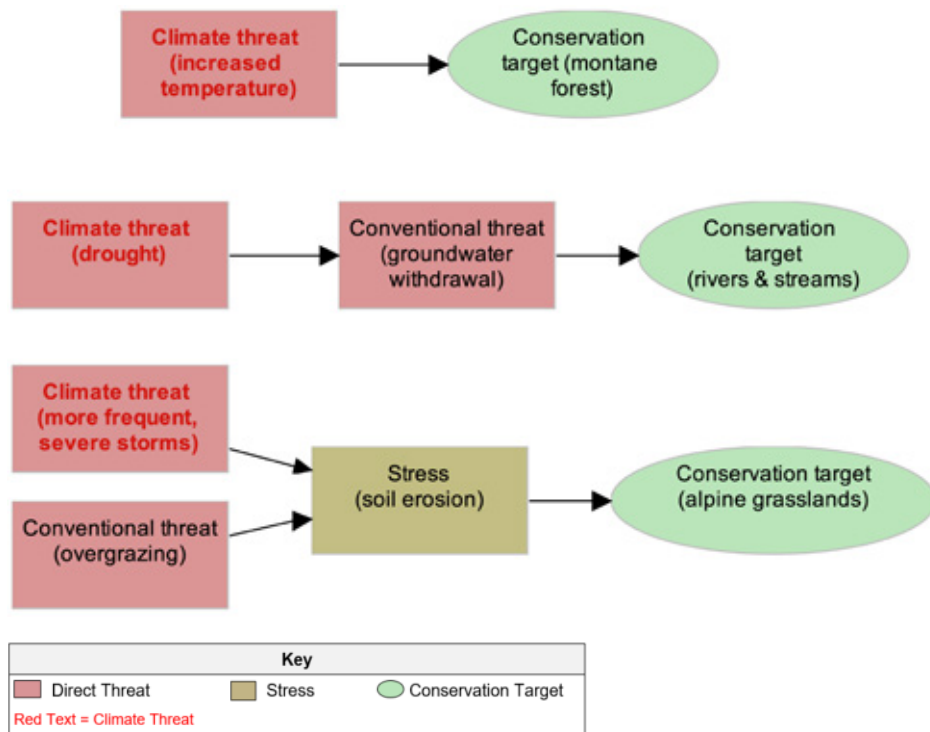 Climate threat
(increased
temperature)
Conservation
target (montane
forest)
Climate threat
(drought)
Conventional threat
(groundwater
withdrawal)
Conservation
target
(rivers & streams)
Climate threat
(more frequent,
severe storms)
Conventional threat
(overgrazing)
Stress
(soil erosion)
Conservation target
(alpine grasslands)
Key
Direct Threat
Stress
Conservation Target
Red Text = Climate Threat